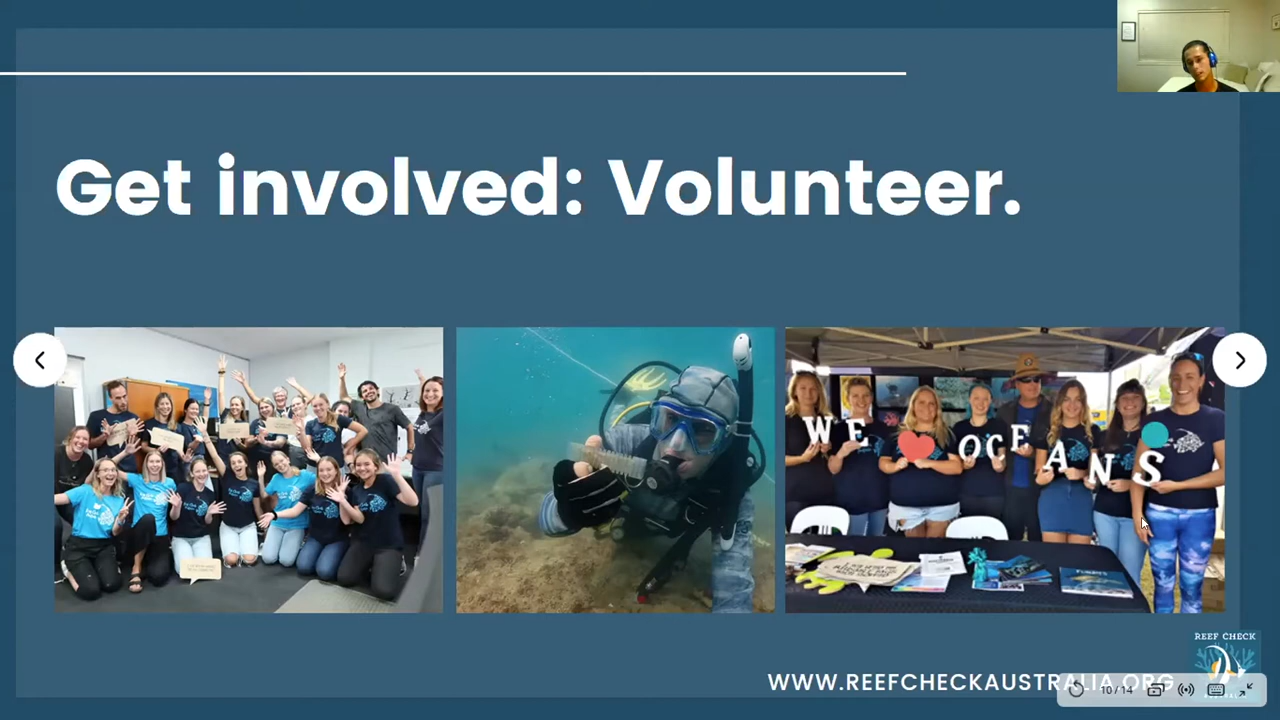 Get involved: Volunteer.
WE OCEANS
REEF CHECK
WWW.REEFCHECKAUSTRALIA.ORG
10/14